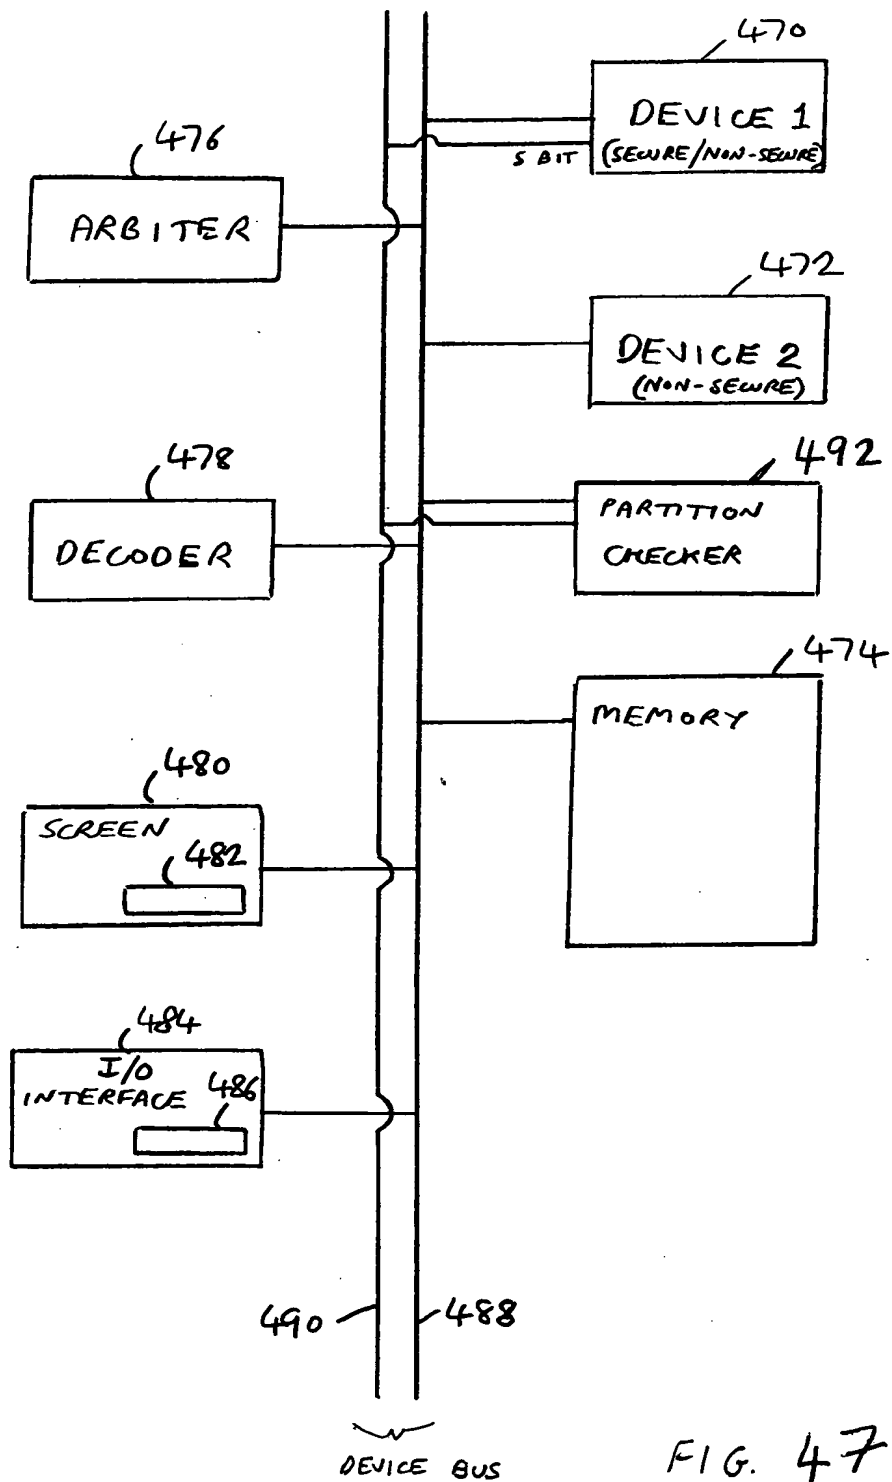 470
DEVICE 1
(SECURE/NON-SECURE)
S BIT
476
ARBITER
472
DEVICE 2
(NON-SECURE)
478
DECODER
492
PARTITION
CHECKER
474
MEMORY
480
SCREEN
482
484
I/O
INTERFACE
486
490
488
DEVICE BUS
FIG. 47